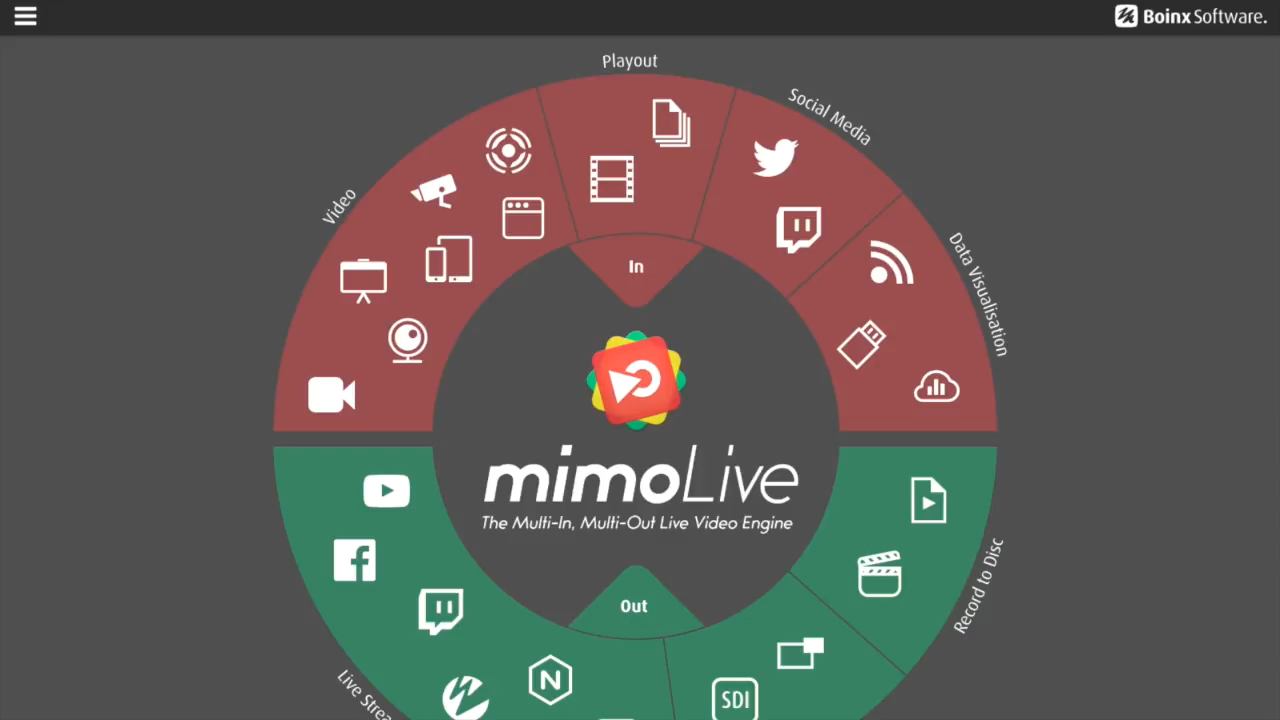 Boinx Software.
Playout
Social Media
Video
Data Visualisation
In
mimoLive
The Multi-In, Multi-Out Live Video Engine
Out
Record to Disc
Live
SDI
N